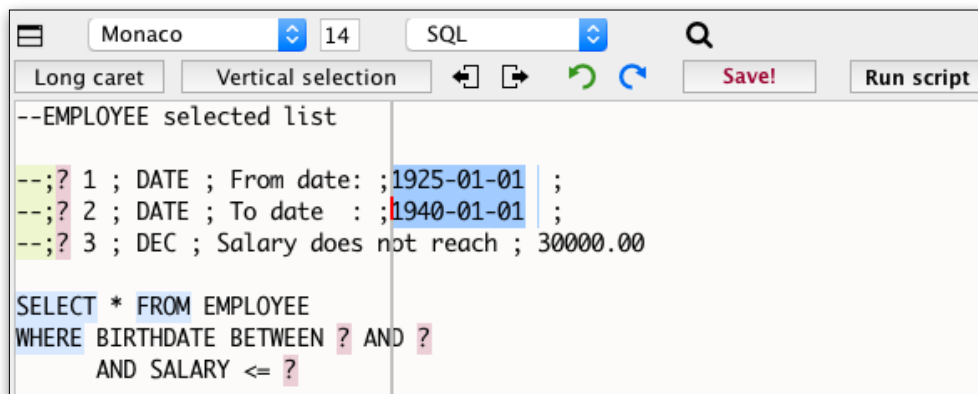 Monaco 14 SQL
Long caret Vertical selection Save! Run script
--EMPLOYEE selected list
--;? 1 ; DATE ; From date: ;1925-01-01 ;
--;? 2 ; DATE ; To date  : ;1940-01-01 ;
--;? 3 ; DEC ; Salary does not reach ; 30000.00
SELECT * FROM EMPLOYEE
WHERE BIRTHDATE BETWEEN ? AND ?
AND SALARY <= ?